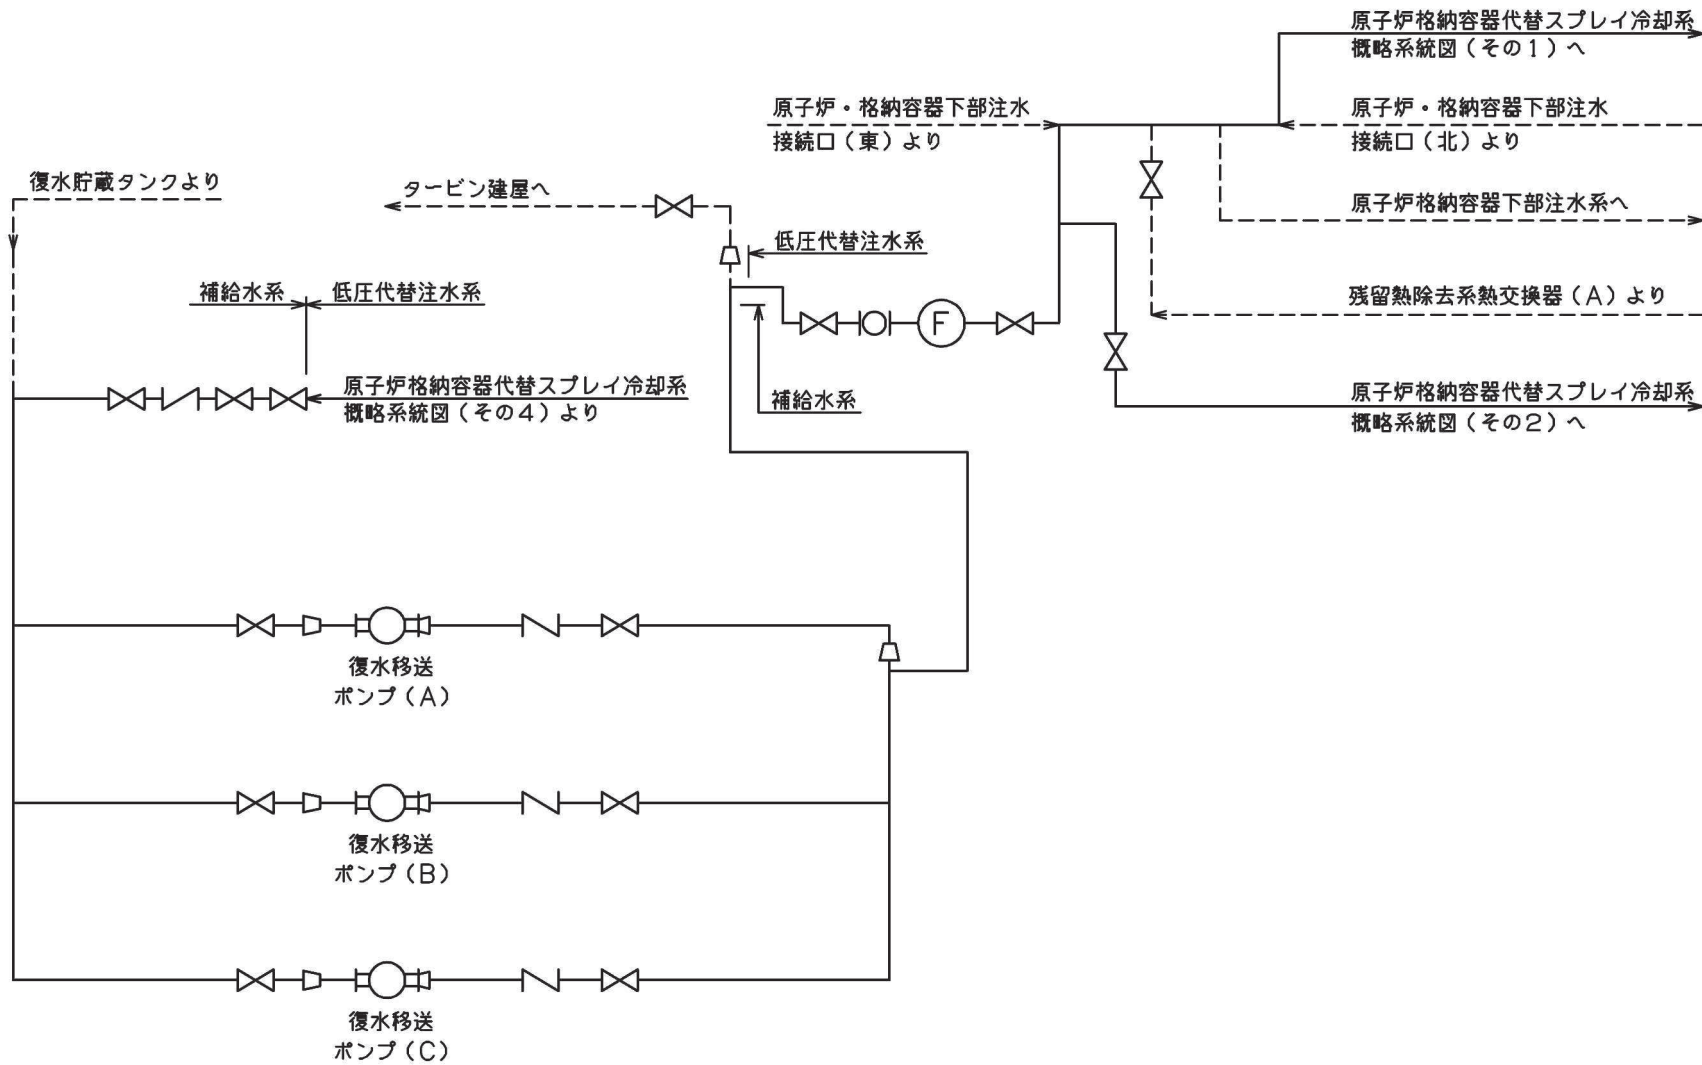 原子炉格納容器代替スプレイ冷却系
概略系統図（その１）へ
原子炉・格納容器下部注水
接続口（東）より
原子炉・格納容器下部注水
接続口（北）より
復水貯蔵タンクより
タービン建屋へ
原子炉格納容器下部注水系へ
低圧代替注水系
補給水系
低圧代替注水系
残留熱除去系熱交換器（Ａ）より
F
原子炉格納容器代替スプレイ冷却系
概略系統図（その４）より
補給水系
原子炉格納容器代替スプレイ冷却系
概略系統図（その２）へ
復水移送
ポンプ（Ａ）
復水移送
ポンプ（Ｂ）
復水移送
ポンプ（Ｃ）